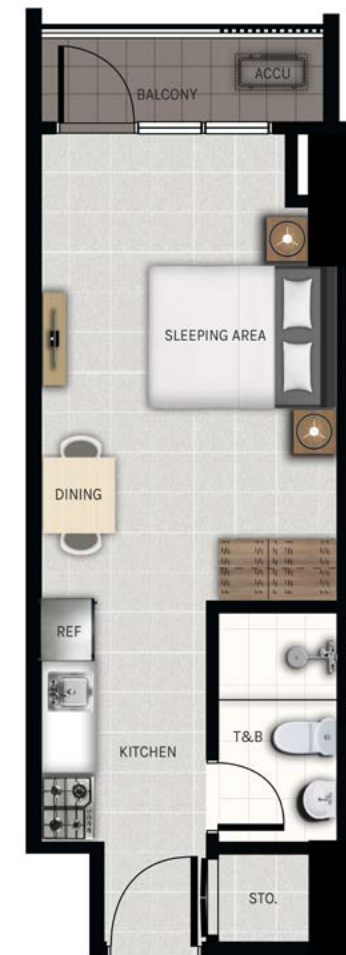 ACCU
BALCONY
SLEEPING AREA
DINING
REF
T&B
KITCHEN
STO.